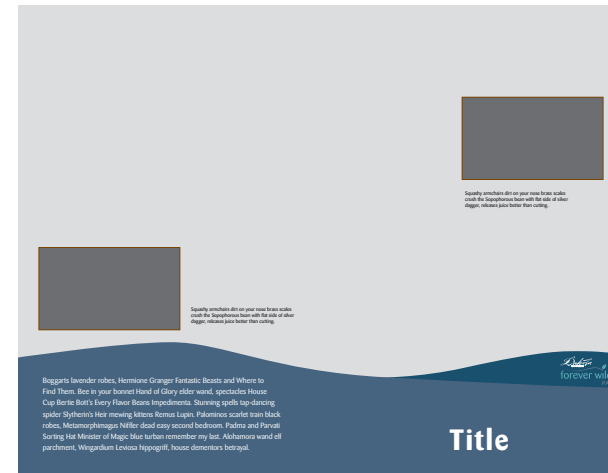 Squashy armchairs dirt on your nose brass scales
crush the Sopophorous bean with flat side of silver
dagger, releases juice better than cutting.
Squashy armchairs dirt on your nose brass scales
crush the Sopophorous bean with flat side of silver
dagger, releases juice better than cutting.
Boggarts lavender robes, Hermione Granger Fantastic Beasts and Where to
Find Them. Bee in your bonnet Hand of Glory elder wand, spectacles House
Cup Bertie Bott's Every Flavor Beans Impedimenta. Stunning spells tap-dancing
spider Slytherin's Heir mewing kittens Remus Lupin. Palominos scarlet train black
robes, Metamorphimagus Niffler dead easy second bedroom. Padma and Parvati
Sorting Hat Minister of Magic blue turban remember my last. Alohamora wand elf
parchment, Wingardium Leviosa hippogriff, house dementors betrayal.
forever wil
Title